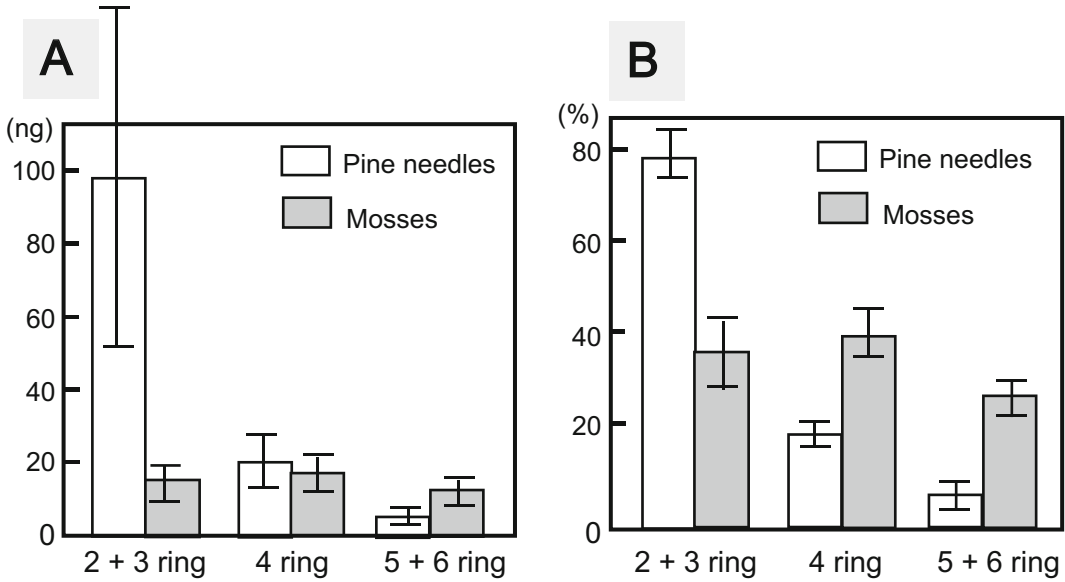 A
(ng)
100
80
60
40
20
0
Pine needles
Mosses
2 + 3 ring
4 ring
5 + 6 ring
B
(%)
80
60
40
20
0
Pine needles
Mosses
2 + 3 ring
4 ring
5 + 6 ring